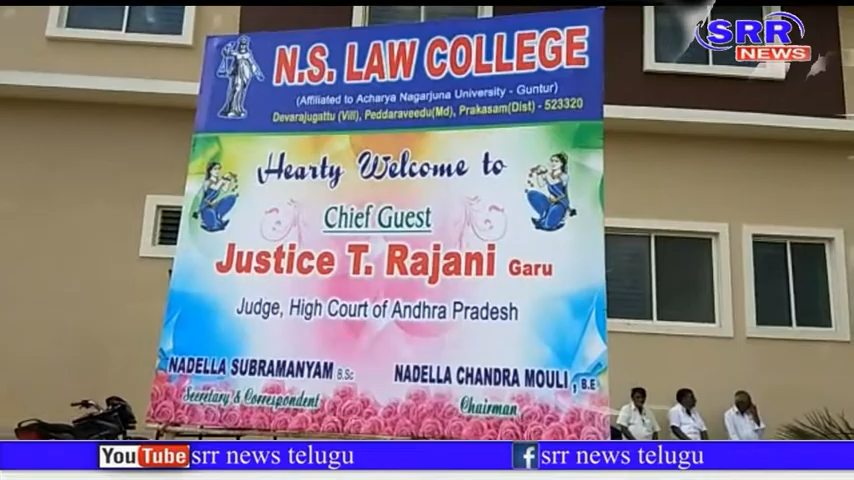 SRR
NEWS
N.S. LAW COLLEGE
(Affiliated to Acharya Nagarjuna University - Guntur)
Devarajugattu (Vill), Peddaraveedu(Md), Prakasam(Dist) - 523320
Hearty Welcome to
Chief Guest
Justice T. Rajani Garu
Judge, High Court of Andhra Pradesh
NADELLA SUBRAMANYAM B.Sc
Secretary & Correspondent
NADELLA CHANDRA MOULI, B.E
Chairman
YouTube srr news telugu
f srr news telugu